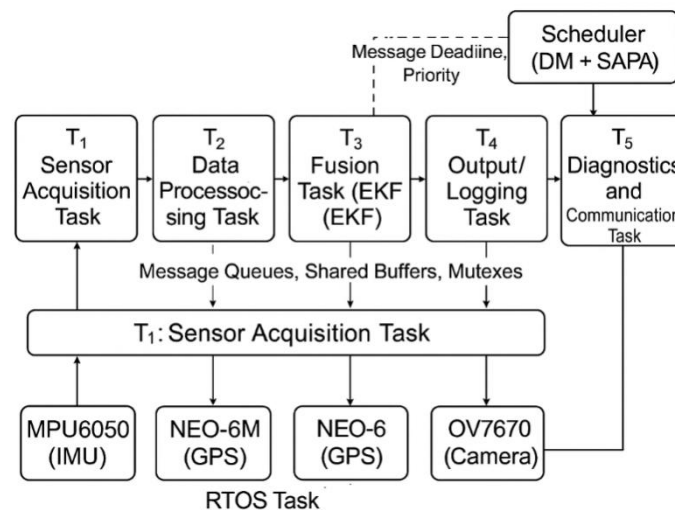 Scheduler
(DM + SAPA)
Message Deadiine,
Priority
T₁
Sensor
Acquisition
Task
T₂
Data
Processoc-
sing Task
T₃
Fusion
Task (EKF
(EKF)
T₄
Output/
Logging
Task
T₅
Diagnostics
and
Communication
Task
Message Queues, Shared Buffers, Mutexes
T₁: Sensor Acquisition Task
MPU6050
(IMU)
NEO-6M
(GPS)
NEO-6
(GPS)
OV7670
(Camera)
RTOS Task